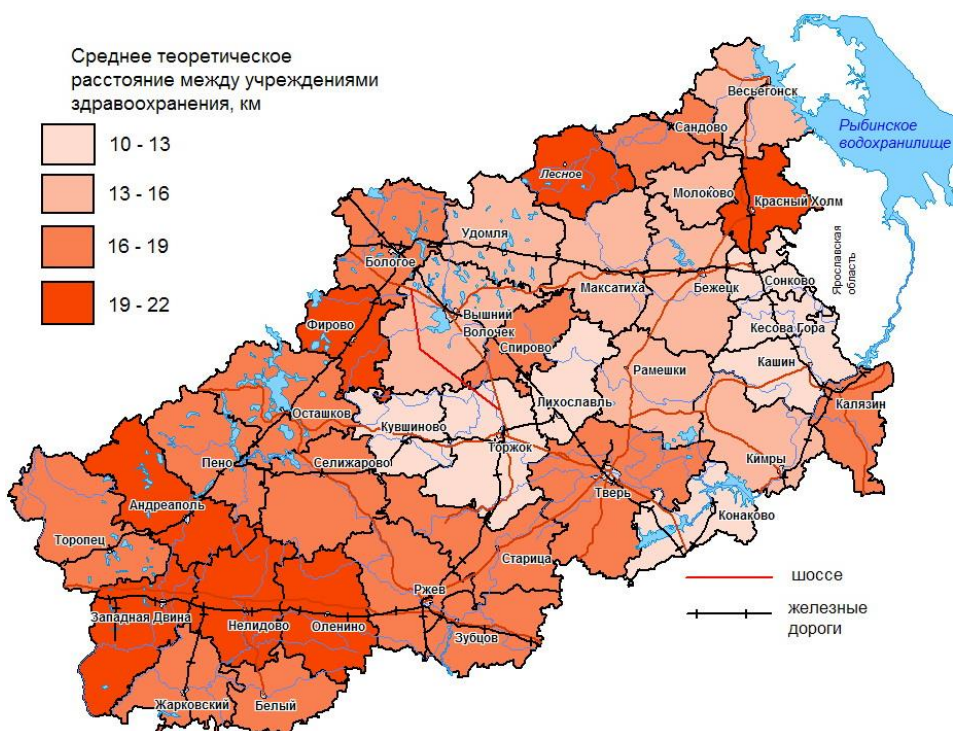 Среднее теоретическое
расстояние между учреждениями
здравоохранения, км
10 - 13
13 - 16
16 - 19
19 - 22
Весьегонск
Сандово
Рыбинское
водохранилище
Лесное
Молоково
Красный Холм
Удомля
Бологое
Ярославская
область
Максатиха
Бежецк
Сонково
Фирово
Вышний
Волочек
Кесова Гора
Спирово
Рамешки
Кашин
Осташков
Кувшиново
Лихославль
Калязин
Торжок
Пено
Селижарово
Кимры
Тверь
Андреаполь
Конаково
Торопец
Старица
шоссе
Ржев
железные
дороги
Западная Двина
Нелидово
Оленино
Зубцов
Жарковский
Белый